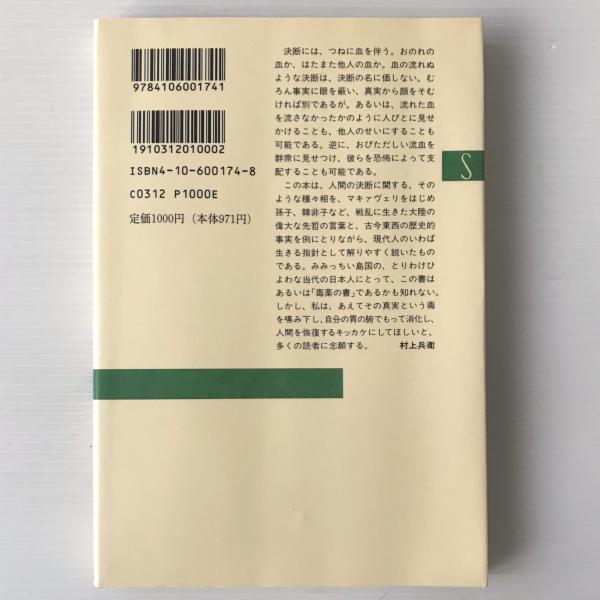 9784106001741
1910312010002
ISBN4-10-600174-8
C0312 P1000E
定価1000円（本体971円）
決断には、つねに血を伴う。おのれの
血か、はたまた他人の血か。血の流れぬ
ような決断は、決断の名に価しない。む
ろん事実に眼を蔽い、真実から顔をそむ
ければ別であるが。あるいは、流れた血
を流さなかったかのように人びとに見せ
かけることも、他人のせいにすることも
可能である。逆に、おびただしい流血を
群衆に見せつけ、彼らを恐怖によって支
配することも可能である。
この本は、人間の決断に関する、その
ような種々相を、マキァヴェリをはじめ
孫子、韓非子など、戦乱に生きた大陸の
偉大な先哲の言葉と、古今東西の歴史的
事実を例にとりながら、現代人のいわば
生きる指針として解りやすく説いたもの
である。みみっちい島国の、とりわけひ
よわな当代の日本人にとって、この書は
あるいは「毒薬の書」であるかも知れない。
しかし、私は、あえてその真実という毒
を嚥み下し、自分の胃の腑でもって消化し、
人間を恢復するキッカケにしてほしいと、
多くの読者に念願する。 村上兵衛
S